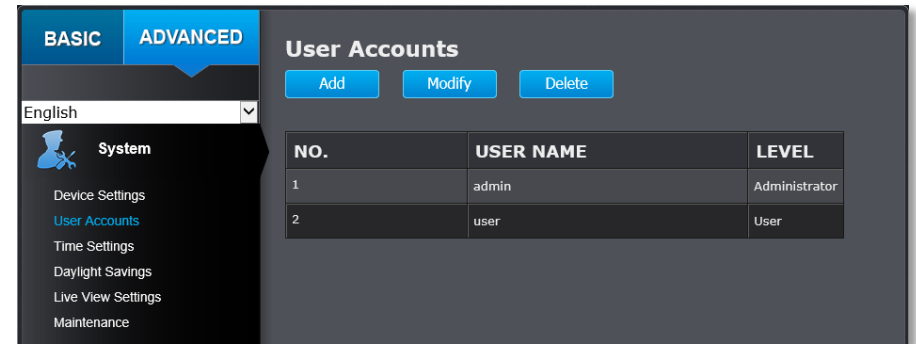 BASIC ADVANCED
English
System
Device Settings
User Accounts
Time Settings
Daylight Savings
Live View Settings
Maintenance
User Accounts
Add Modify Delete
NO. USER NAME LEVEL
1 admin Administrator
2 user User